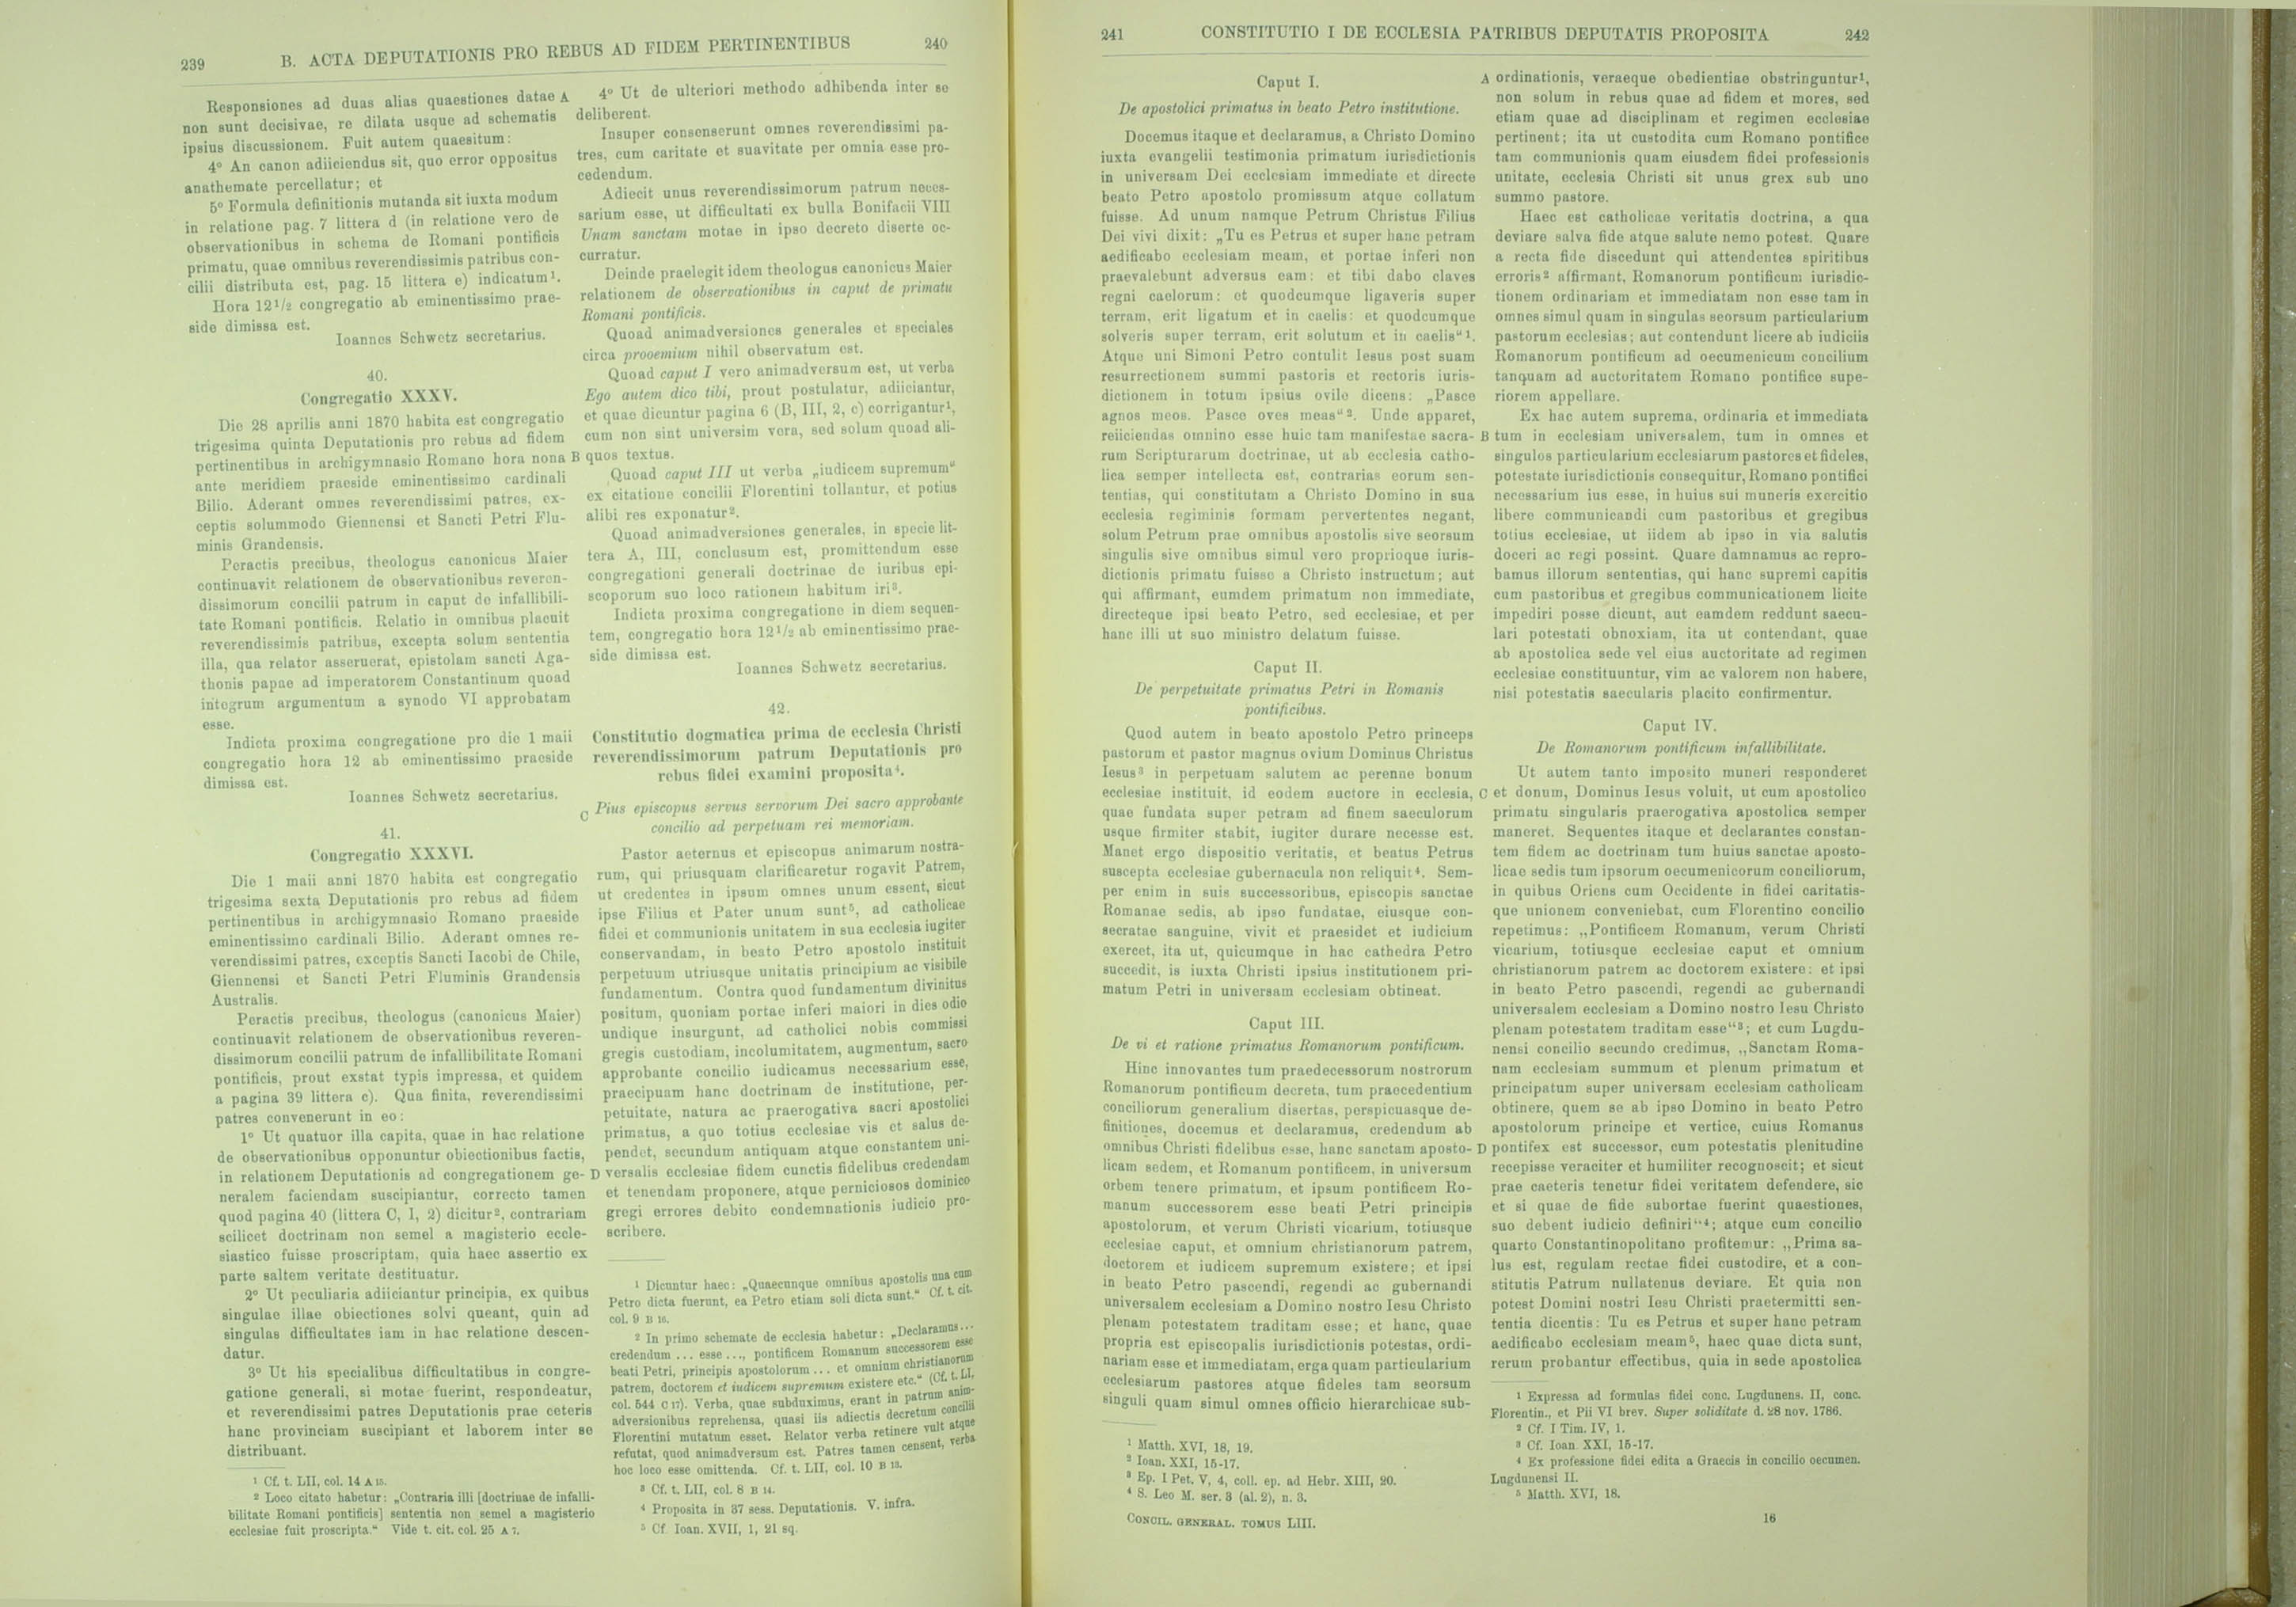 239
B. ACTA DEPUTATIONIS PRO REBUS AD FIDEM PERTINENTIBUS
240
Responsiones ad duas alias quaestiones datae A
non sunt decisivae, re dilata usque ad schematis
ipsius discussionem. Fuit autem quaesitum:
4º An canon adiiciendus sit, quo error oppositus
anathemate percellatur; et
5º Formula definitionis mutanda sit iuxta modum
in relatione pag. 7 littera d (in relatione vero de
observationibus in schema de Romani pontificis
primatu, quae omnibus reverendissimis patribus con-
cilii distributa est, pag. 15 littera e) indicatum¹.
Hora 12½ congregatio ab eminentissimo prae-
side dimissa est.
Ioannes Schwetz secretarius.
40.
Congregatio XXXV.
Die 28 aprilis anni 1870 habita est congregatio
trigesima quinta Deputationis pro rebus ad fidem
pertinentibus in archigymnasio Romano hora nona B
ante meridiem praeside eminentissimo cardinali
Bilio. Aderant omnes reverendissimi patres, ex-
ceptis solummodo Giennensi et Sancti Petri Flu-
minis Grandensis.
Peractis precibus, theologus canonicus Maier
continuavit relationem de observationibus reveren-
dissimorum concilii patrum in caput de infallibili-
tate Romani pontificis. Relatio in omnibus placuit
reverendissimis patribus, excepta solum sententia
illa, qua relator asseruerat, epistolam sancti Aga-
thonis papae ad imperatorem Constantinum quoad
integrum argumentum a synodo VI approbatam
esse.
Indicta proxima congregatione pro die 1 maii
congregatio hora 12 ab eminentissimo praeside
dimissa est.
Ioannes Schwetz secretarius.
41.
Congregatio XXXVI.
Die 1 maii anni 1870 habita est congregatio
trigesima sexta Deputationis pro rebus ad fidem
pertinentibus in archigymnasio Romano praeside
eminentissimo cardinali Bilio. Aderant omnes re-
verendissimi patres, exceptis Sancti Iacobi de Chile,
Giennensi et Sancti Petri Fluminis Grandensis
Australis.
Peractis precibus, theologus (canonicus Maier)
continuavit relationem de observationibus reveren-
dissimorum concilii patrum de infallibilitate Romani
pontificis, prout exstat typis impressa, et quidem
a pagina 39 littera c). Qua finita, reverendissimi
patres convenerunt in eo:
1º Ut quatuor illa capita, quae in hac relatione
de observationibus opponuntur obiectionibus factis,
in relationem Deputationis ad congregationem ge- D
neralem faciendam suscipiantur, correcto tamen
quod pagina 40 (littera C, I, 2) dicitur², contrariam
scilicet doctrinam non semel a magisterio eccle-
siastico fuisse proscriptam, quia haec assertio ex
parte saltem veritate destituatur.
2º Ut peculiaria adiiciantur principia, ex quibus
singulae illae obiectiones solvi queant, quin ad
singulas difficultates iam in hac relatione descen-
datur.
3º Ut his specialibus difficultatibus in congre-
gatione generali, si motae fuerint, respondeatur,
et reverendissimi patres Deputationis prae ceteris
hanc provinciam suscipiant et laborem inter se
distribuant.
¹ Cf. t. LII, col. 14 A 15.
² Loco citato habetur: „Contraria illi [doctrinae de infalli-
bilitate Romani pontificis] sententia non semel a magisterio
ecclesiae fuit proscripta.“ Vide t. cit. col. 25 A 7.
4º Ut de ulteriori methodo adhibenda inter se
deliberent.
Insuper consenserunt omnes reverendissimi pa-
tres, cum caritate et suavitate per omnia esse pro-
cedendum.
Adiecit unus reverendissimorum patrum neces-
sarium esse, ut difficultati ex bulla Bonifacii VIII
Unam sanctam motae in ipso decreto diserte oc-
curratur.
Deinde praelegit idem theologus canonicus Maier
relationem de observationibus in caput de primatu
Romani pontificis.
Quoad animadversiones generales et speciales
circa prooemium nihil observatum est.
Quoad caput I vero animadversum est, ut verba
Ego autem dico tibi, prout postulatur, adiiciantur,
et quae dicuntur pagina 6 (B, III, 2, c) corrigantur¹,
cum non sint universim vera, sed solum quoad ali-
quos textus.
Quoad caput III ut verba „iudicem supremum“
ex citatione concilii Florentini tollantur, et potius
alibi res exponatur².
Quoad animadversiones generales, in specie lit-
tera A, III, conclusum est, promittendum esse
congregationi generali doctrinae de iuribus epi-
scoporum suo loco rationem habitum iri³.
Indicta proxima congregatione in diem sequen-
tem, congregatio hora 12½ ab eminentissimo prae-
side dimissa est.
Ioannes Schwetz secretarius.
42.
Constitutio dogmatica prima de ecclesia Christi
reverendissimorum patrum Deputationis pro
rebus fidei examini proposita⁴.
C Pius episcopus servus servorum Dei sacro approbante
concilio ad perpetuam rei memoriam.
Pastor aeternus et episcopus animarum nostra-
rum, qui priusquam clarificaretur rogavit Patrem,
ut credentes in ipsum omnes unum essent, sicut
ipse Filius et Pater unum sunt⁵, ad catholicae
fidei et communionis unitatem in sua ecclesia iugiter
conservandam, in beato Petro apostolo instituit
perpetuum utriusque unitatis principium ac visibile
fundamentum. Contra quod fundamentum divinitus
positum, quoniam portae inferi maiori in dies odio
undique insurgunt, ad catholici nobis commissi
gregis custodiam, incolumitatem, augmentum, sacro
approbante concilio iudicamus necessarium esse,
praecipuam hanc doctrinam de institutione, per-
petuitate, natura ac praerogativa sacri apostolici
primatus, a quo totius ecclesiae vis et salus de-
pendet, secundum antiquam atque constantem uni-
versalis ecclesiae fidem cunctis fidelibus credendam
et tenendam proponere, atque perniciosos dominico
gregi errores debito condemnationis iudicio pro-
scribere.
¹ Dicuntur haec: „Quaecunque omnibus apostolis una cum
Petro dicta fuerunt, ea Petro etiam soli dicta sunt.“ Cf. t. cit.
col. 9 B 16.
² In primo schemate de ecclesia habetur: „Declaramus...
credendum ... esse ..., pontificem Romanum successorem esse
beati Petri, principis apostolorum ... et omnium christianorum
patrem, doctorem et iudicem supremum existere etc.“ (Cf. t. LI,
col. 544 C 17). Verba, quae subduximus, erant in patrum anim-
adversionibus reprehensa, quasi iis adiectis decretum concilii
Florentini mutatum esset. Relator verba retinere vult atque
refutat, quod animadversum est. Patres tamen censent, verba
hoc loco esse omittenda. Cf. t. LII, col. 10 B 13.
³ Cf. t. LII, col. 8 B 14.
⁴ Proposita in 37 sess. Deputationis. V. infra.
⁵ Cf. Ioan. XVII, 1, 21 sq.
241
CONSTITUTIO I DE ECCLESIA PATRIBUS DEPUTATIS PROPOSITA
242
Caput I.
De apostolici primatus in beato Petro institutione.
Docemus itaque et declaramus, a Christo Domino
iuxta evangelii testimonia primatum iurisdictionis
in universam Dei ecclesiam immediate et directe
beato Petro apostolo promissum atque collatum
fuisse. Ad unum namque Petrum Christus Filius
Dei vivi dixit: „Tu es Petrus et super hanc petram
aedificabo ecclesiam meam, et portae inferi non
praevalebunt adversus eam: et tibi dabo claves
regni caelorum: et quodcumque ligaveris super
terram, erit ligatum et in caelis: et quodcumque
solveris super terram, erit solutum et in caelis“¹.
Atque uni Simoni Petro contulit Iesus post suam
resurrectionem summi pastoris et rectoris iuris-
dictionem in totum ipsius ovile dicens: „Pasce
agnos meos. Pasce oves meas“². Unde apparet,
reiiciendas omnino esse huic tam manifestae sacra- B
rum Scripturarum doctrinae, ut ab ecclesia catho-
lica semper intellecta est, contrarias eorum sen-
tentias, qui constitutam a Christo Domino in sua
ecclesia regiminis formam pervertentes negant,
solum Petrum prae omnibus apostolis sive seorsum
singulis sive omnibus simul vero proprioque iuris-
dictionis primatu fuisse a Christo instructum; aut
qui affirmant, eumdem primatum non immediate,
directeque ipsi beato Petro, sed ecclesiae, et per
hanc illi ut suo ministro delatum fuisse.
Caput II.
De perpetuitate primatus Petri in Romanis
pontificibus.
Quod autem in beato apostolo Petro princeps
pastorum et pastor magnus ovium Dominus Christus
Iesus³ in perpetuam salutem ac perenne bonum
ecclesiae instituit, id eodem auctore in ecclesia, C
quae fundata super petram ad finem saeculorum
usque firmiter stabit, iugiter durare necesse est.
Manet ergo dispositio veritatis, et beatus Petrus
suscepta ecclesiae gubernacula non reliquit⁴. Sem-
per enim in suis successoribus, episcopis sanctae
Romanae sedis, ab ipso fundatae, eiusque con-
secratae sanguine, vivit et praesidet et iudicium
exercet, ita ut, quicumque in hac cathedra Petro
succedit, is iuxta Christi ipsius institutionem pri-
matum Petri in universam ecclesiam obtineat.
Caput III.
De vi et ratione primatus Romanorum pontificum.
Hinc innovantes tum praedecessorum nostrorum
Romanorum pontificum decreta, tum praecedentium
conciliorum generalium disertas, perspicuasque de-
finitiones, docemus et declaramus, credendum ab
omnibus Christi fidelibus esse, hanc sanctam aposto- D
licam sedem, et Romanum pontificem, in universum
orbem tenere primatum, et ipsum pontificem Ro-
manum successorem esse beati Petri principis
apostolorum, et verum Christi vicarium, totiusque
ecclesiae caput, et omnium christianorum patrem,
doctorem et iudicem supremum existere; et ipsi
in beato Petro pascendi, regendi ac gubernandi
universalem ecclesiam a Domino nostro Iesu Christo
plenam potestatem traditam esse; et hanc, quae
propria est episcopalis iurisdictionis potestas, ordi-
nariam esse et immediatam, erga quam particularium
ecclesiarum pastores atque fideles tam seorsum
singuli quam simul omnes officio hierarchicae sub-
¹ Matth. XVI, 18, 19.
² Ioan. XXI, 15-17.
³ Ep. I Pet. V, 4, coll. ep. ad Hebr. XIII, 20.
⁴ S. Leo M. ser. 3 (al. 2), n. 3.
CONCIL. GENERAL. TOMUS LIII.
A ordinationis, veraeque obedientiae obstringuntur¹,
non solum in rebus quae ad fidem et mores, sed
etiam quae ad disciplinam et regimen ecclesiae
pertinent; ita ut custodita cum Romano pontifice
tam communionis quam eiusdem fidei professionis
unitate, ecclesia Christi sit unus grex sub uno
summo pastore.
Haec est catholicae veritatis doctrina, a qua
deviare salva fide atque salute nemo potest. Quare
a recta fide discedunt qui attendentes spiritibus
erroris² affirmant, Romanorum pontificum iurisdic-
tionem ordinariam et immediatam non esse tam in
omnes simul quam in singulas seorsum particularium
pastorum ecclesias; aut contendunt licere ab iudiciis
Romanorum pontificum ad oecumenicum concilium
tanquam ad auctoritatem Romano pontifice supe-
riorem appellare.
Ex hac autem suprema, ordinaria et immediata
tum in ecclesiam universalem, tum in omnes et
singulos particularium ecclesiarum pastores et fideles,
potestate iurisdictionis consequitur, Romano pontifici
necessarium ius esse, in huius sui muneris exercitio
libere communicandi cum pastoribus et gregibus
totius ecclesiae, ut iidem ab ipso in via salutis
doceri ac regi possint. Quare damnamus ac repro-
bamus illorum sententias, qui hanc supremi capitis
cum pastoribus et gregibus communicationem licite
impediri posse dicunt, aut eamdem reddunt saecu-
lari potestati obnoxiam, ita ut contendant, quae
ab apostolica sede vel eius auctoritate ad regimen
ecclesiae constituuntur, vim ac valorem non habere,
nisi potestatis saecularis placito confirmentur.
Caput IV.
De Romanorum pontificum infallibilitate.
Ut autem tanto imposito muneri responderet
et donum, Dominus Iesus voluit, ut cum apostolico
primatu singularis praerogativa apostolica semper
maneret. Sequentes itaque et declarantes constan-
tem fidem ac doctrinam tum huius sanctae aposto-
licae sedis tum ipsorum oecumenicorum conciliorum,
in quibus Oriens cum Occidente in fidei caritatis-
que unionem conveniebat, cum Florentino concilio
repetimus: „Pontificem Romanum, verum Christi
vicarium, totiusque ecclesiae caput et omnium
christianorum patrem ac doctorem existere: et ipsi
in beato Petro pascendi, regendi ac gubernandi
universalem ecclesiam a Domino nostro Iesu Christo
plenam potestatem traditam esse“³; et cum Lugdu-
nensi concilio secundo credimus, „Sanctam Roma-
nam ecclesiam summum et plenum primatum et
principatum super universam ecclesiam catholicam
obtinere, quem se ab ipso Domino in beato Petro
apostolorum principe et vertice, cuius Romanus
pontifex est successor, cum potestatis plenitudine
recepisse veraciter et humiliter recognoscit; et sicut
prae caeteris tenetur fidei veritatem defendere, sic
et si quae de fide subortae fuerint quaestiones,
suo debent iudicio definiri“⁴; atque cum concilio
quarto Constantinopolitano profitemur: „Prima sa-
lus est, regulam rectae fidei custodire, et a con-
stitutis Patrum nullatenus deviare. Et quia non
potest Domini nostri Iesu Christi praetermitti sen-
tentia dicentis: Tu es Petrus et super hanc petram
aedificabo ecclesiam meam⁵, haec quae dicta sunt,
rerum probantur effectibus, quia in sede apostolica
¹ Expressa ad formulas fidei conc. Lugdunens. II, conc.
Florentin., et Pii VI brev. Super soliditate d. 28 nov. 1786.
² Cf. I Tim. IV, 1.
³ Cf. Ioan. XXI, 15-17.
⁴ Ex professione fidei edita a Graecis in concilio oecumen.
Lugdunensi II.
⁵ Matth. XVI, 18.
16